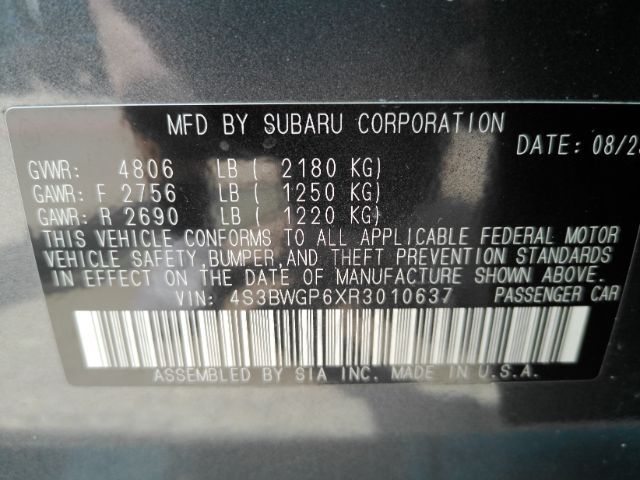 MFD BY SUBARU CORPORATION
DATE: 08/2
GVWR: 4806 LB ( 2180 KG)
GAWR: F 2756 LB ( 1250 KG)
GAWR: R 2690 LB ( 1220 KG)
THIS VEHICLE CONFORMS TO ALL APPLICABLE FEDERAL MOTOR
VEHICLE SAFETY, BUMPER, AND THEFT PREVENTION STANDARDS
IN EFFECT ON THE DATE OF MANUFACTURE SHOWN ABOVE.
VIN: 4S3BWGP6XR3010637 PASSENGER CAR
ASSEMBLED BY SIA INC. MADE IN U.S.A.